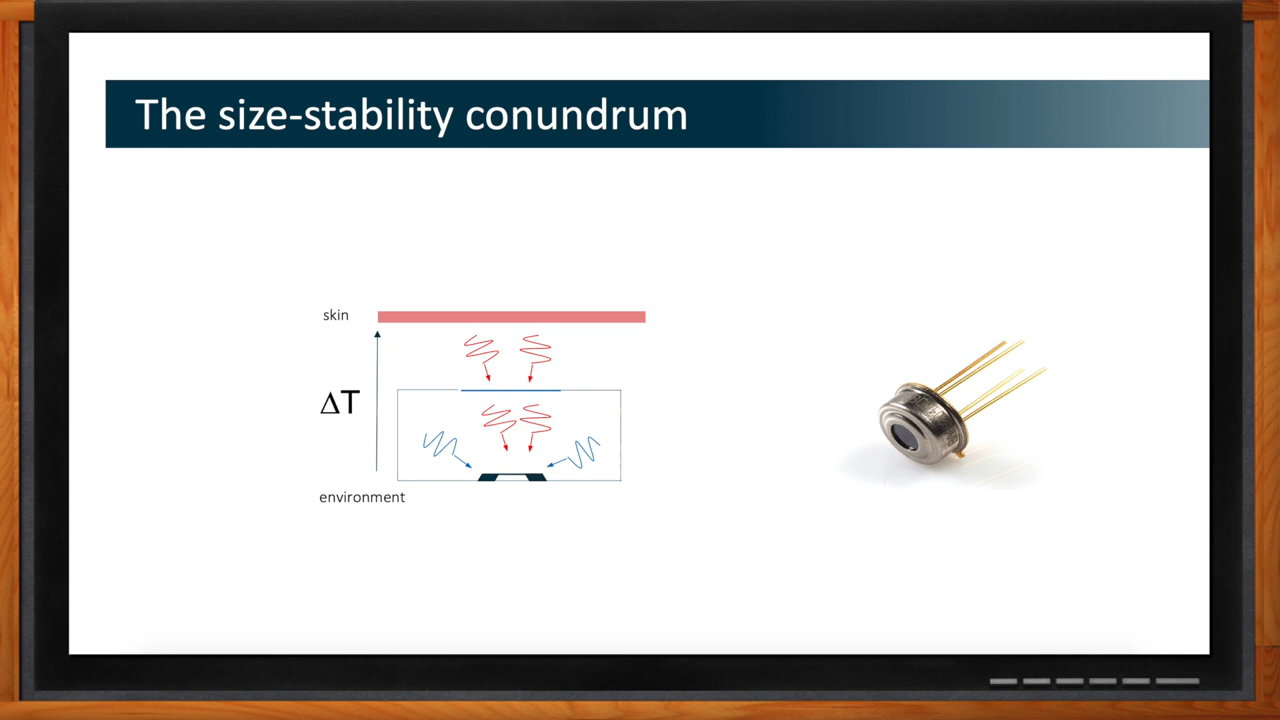 The size-stability conundrum
skin
ΔT
environment